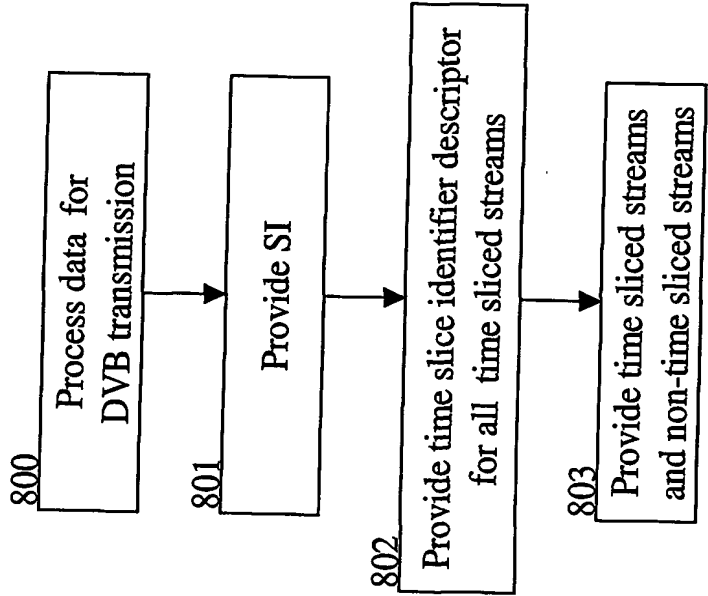 800
Process data for
DVB transmission
801
Provide SI
802
Provide time slice identifier descriptor
for all time sliced streams
803
Provide time sliced streams
and non-time sliced streams